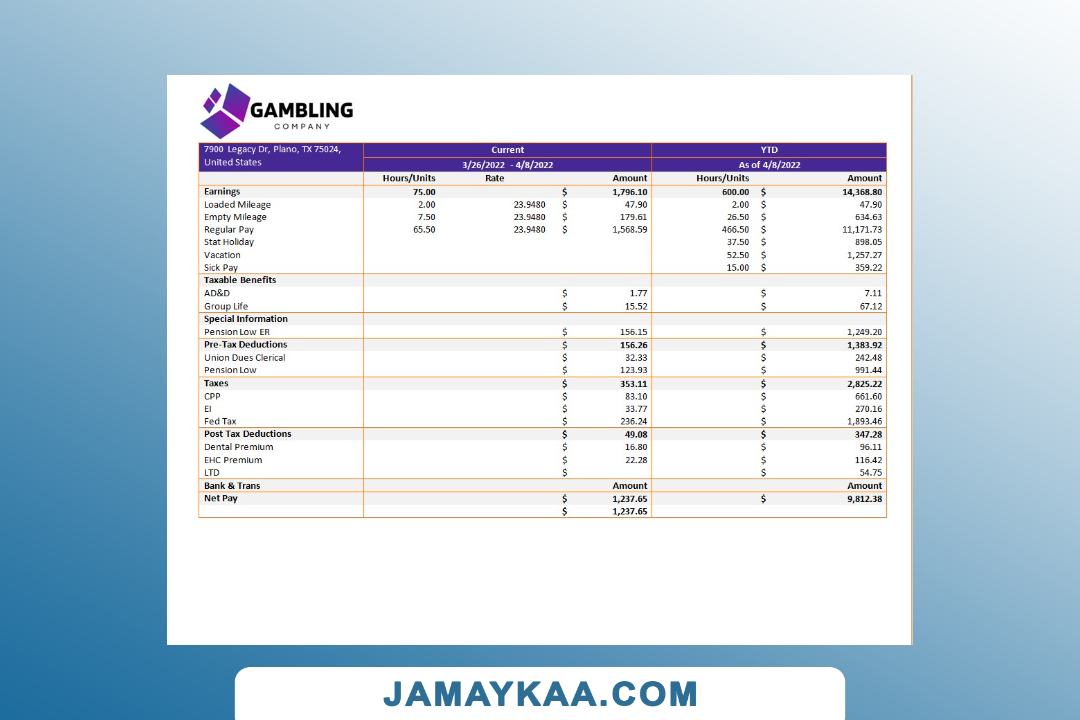 GAMBLING
COMPANY
7900 Legacy Dr, Plano, TX 75024, Current YTD
United States 3/26/2022 - 4/8/2022 As of 4/8/2022
Hours/Units Rate Amount Hours/Units Amount
Earnings 75.00 $ 1,796.10 600.00 $ 14,368.80
Loaded Mileage 2.00 23.9480 $ 47.90 2.00 $ 47.90
Empty Mileage 7.50 23.9480 $ 179.61 26.50 $ 634.63
Regular Pay 65.50 23.9480 $ 1,568.59 466.50 $ 11,171.73
Stat Holiday 37.50 $ 898.05
Vacation 52.50 $ 1,257.27
Sick Pay 15.00 $ 359.22
Taxable Benefits
AD&D $ 1.77 $ 7.11
Group Life $ 15.52 $ 67.12
Special Information
Pension Low ER $ 156.15 $ 1,249.20
Pre-Tax Deductions $ 156.26 $ 1,383.92
Union Dues Clerical $ 32.33 $ 242.48
Pension Low $ 123.93 $ 991.44
Taxes $ 353.11 $ 2,825.22
CPP $ 83.10 $ 661.60
EI $ 33.77 $ 270.16
Fed Tax $ 236.24 $ 1,893.46
Post Tax Deductions $ 49.08 $ 347.28
Dental Premium $ 16.80 $ 96.11
EHC Premium $ 22.28 $ 116.42
LTD $ $ 54.75
Bank & Trans Amount Amount
Net Pay $ 1,237.65 $ 9,812.38
$ 1,237.65
JAMAYKAA.COM